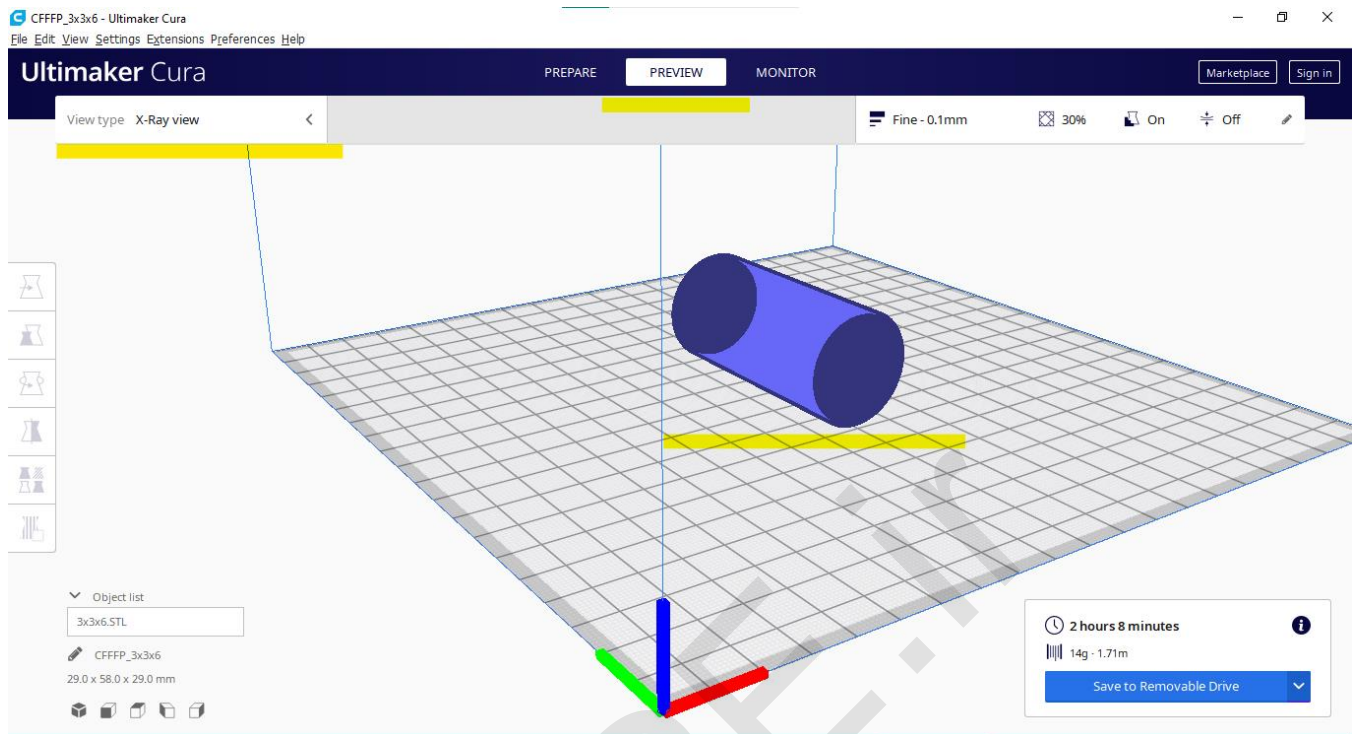 CFFFP_3x3x6 - Ultimaker Cura
File Edit View Settings Extensions Preferences Help
Ultimaker Cura
PREPARE PREVIEW MONITOR
Marketplace Sign in
View type X-Ray view
Fine - 0.1mm 30% On Off
Object list
3x3x6.STL
CFFFP_3x3x6
29.0 x 58.0 x 29.0 mm
2 hours 8 minutes
14g · 1.71m
Save to Removable Drive